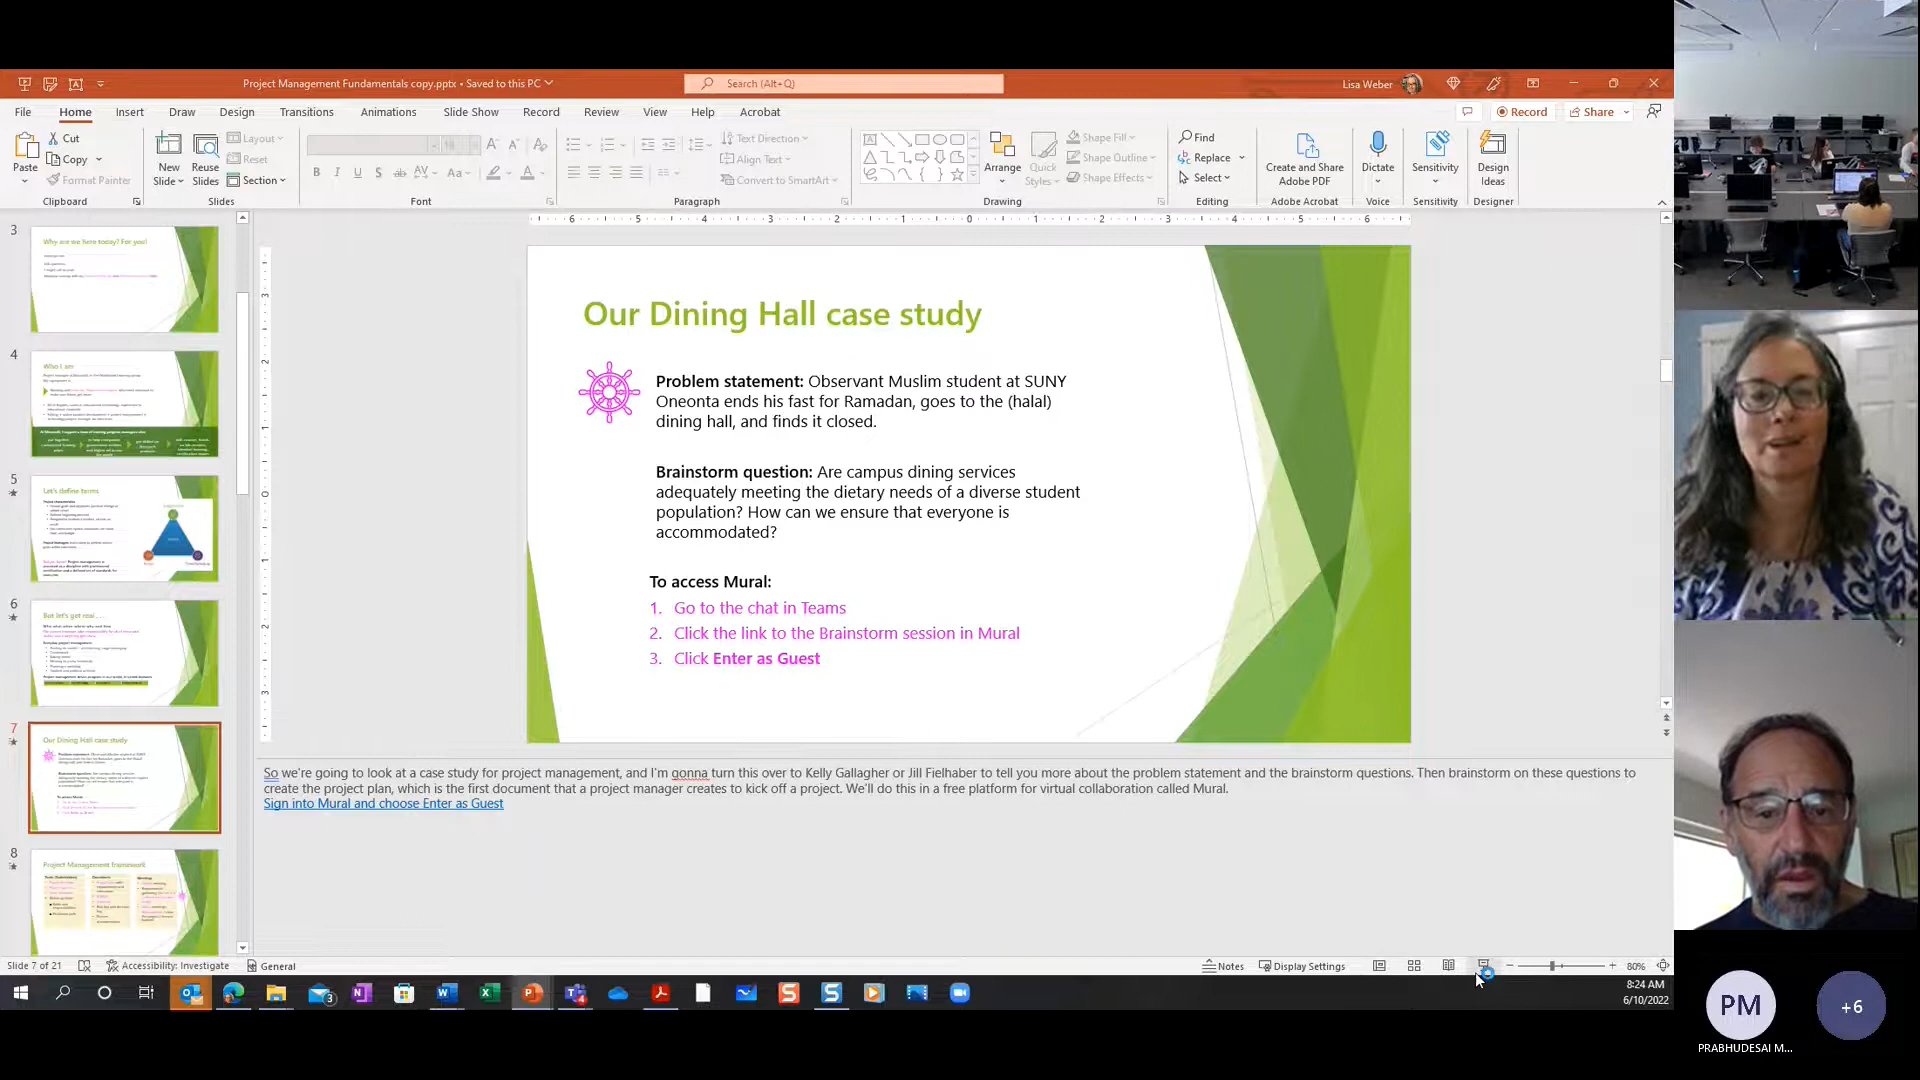 Project Management Fundamentals copy.pptx • Saved to this PC
Search (Alt+Q)
Lisa Weber
File Home Insert Draw Design Transitions Animations Slide Show Record Review View Help Acrobat
Record
Share
Paste
Cut
Copy
Format Painter
Clipboard
New Slide
Reuse Slides
Layout
Reset
Section
Slides
Font
Text Direction
Align Text
Convert to SmartArt
Paragraph
Arrange
Quick Styles
Shape Fill
Shape Outline
Shape Effects
Drawing
Find
Replace
Select
Editing
Create and Share Adobe PDF
Adobe Acrobat
Dictate
Voice
Sensitivity
Sensitivity
Design Ideas
Designer
3
Why are we here today? For you!
4
Who I am
5
Let's define terms
6
But let's get real . . .
7
Our Dining Hall case study
8
Project Management framework
Our Dining Hall case study
Problem statement: Observant Muslim student at SUNY
Oneonta ends his fast for Ramadan, goes to the (halal)
dining hall, and finds it closed.
Brainstorm question: Are campus dining services
adequately meeting the dietary needs of a diverse student
population? How can we ensure that everyone is
accommodated?
To access Mural:
1. Go to the chat in Teams
2. Click the link to the Brainstorm session in Mural
3. Click Enter as Guest
So we're going to look at a case study for project management, and I'm gonna turn this over to Kelly Gallagher or Jill Fielhaber to tell you more about the problem statement and the brainstorm questions. Then brainstorm on these questions to
create the project plan, which is the first document that a project manager creates to kick off a project. We'll do this in a free platform for virtual collaboration called Mural.
Sign into Mural and choose Enter as Guest
Slide 7 of 21
Accessibility: Investigate
General
Notes
Display Settings
80%
8:24 AM
6/10/2022
PM
+6
PRABHUDESAI M...